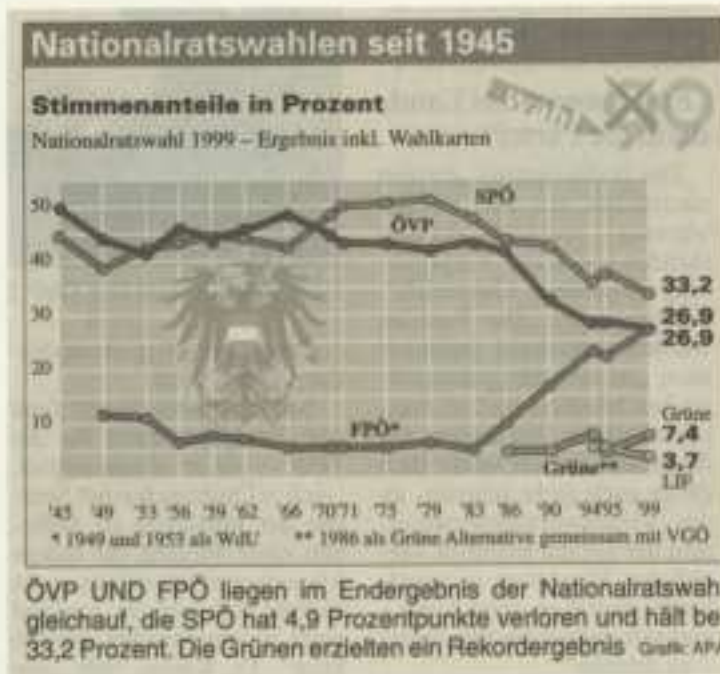 Nationalratswahlen seit 1945
Stimmenanteile in Prozent
Nationalratswahl 1999 – Ergebnis inkl. Wahlkarten
50
40
30
20
10
SPÖ
ÖVP
FPÖ*
Grüne**
33,2
26,9
26,9
Grüne
7,4
3,7
LIF
'45 '49 '53 '56 '59 '62 '66 '70'71 '75 '79 '83 '86 '90 '94'95 '99
* 1949 und 1953 als WdU ** 1986 als Grüne Alternative gemeinsam mit VGÖ
ÖVP UND FPÖ liegen im Endergebnis der Nationalratswah
gleichauf, die SPÖ hat 4,9 Prozentpunkte verloren und hält be
33,2 Prozent. Die Grünen erzielten ein Rekordergebnis Grafik: APA